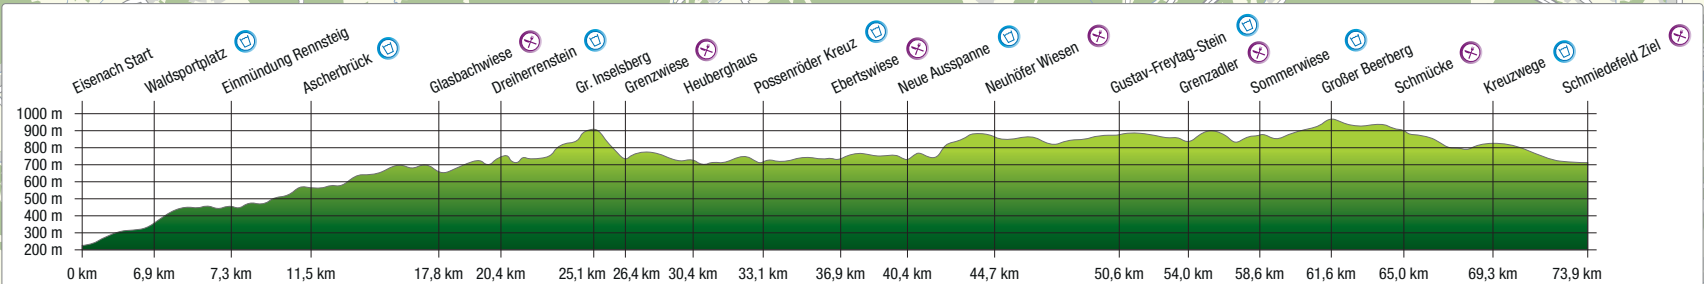 Eisenach Start
Waldsportplatz
Einmündung Rennsteig
Ascherbrück
Glasbachwiese
Dreiherrenstein
Gr. Inselsberg
Grenzwiese
Heuberghaus
Possenröder Kreuz
Ebertswiese
Neue Ausspanne
Neuhöfer Wiesen
Gustav-Freytag-Stein
Grenzadler
Sommerwiese
Großer Beerberg
Schmücke
Kreuzwege
Schmiedefeld Ziel
1000 m
900 m
800 m
700 m
600 m
500 m
400 m
300 m
200 m
0 km 6,9 km 7,3 km 11,5 km 17,8 km 20,4 km 25,1 km 26,4 km 30,4 km 33,1 km 36,9 km 40,4 km 44,7 km 50,6 km 54,0 km 58,6 km 61,6 km 65,0 km 69,3 km 73,9 km